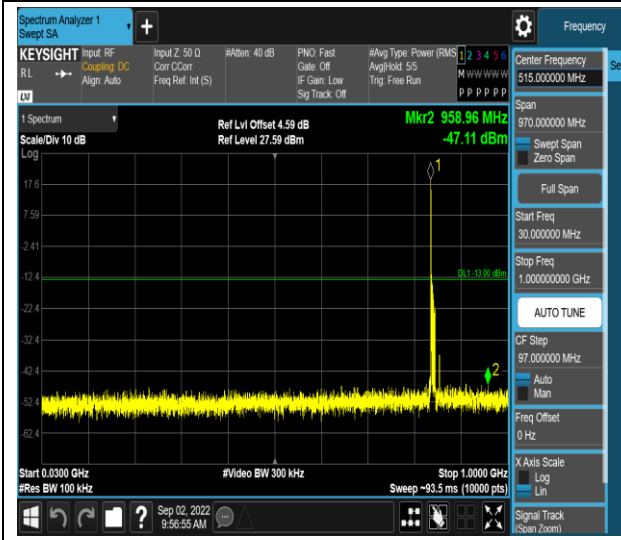 Spectrum Analyzer 1
Swept SA
+
Frequency
KEYSIGHT
RL
LXI
Input: RF
Coupling: DC
Align: Auto
Input Z: 50 Ω
Corr CCorr
Freq Ref: Int (S)
#Atten: 40 dB
PNO: Fast
Gate: Off
IF Gain: Low
Sig Track: Off
#Avg Type: Power (RMS
Avg|Hold: 5/5
Trig: Free Run
1 2 3 4 5 6
M W W W W W
P P P P P P
1 Spectrum
Scale/Div 10 dB
Log
Ref Lvl Offset 4.59 dB
Ref Level 27.59 dBm
Mkr2 958.96 MHz
-47.11 dBm
1
17.6
7.59
-2.41
-12.4
DL1 -13.00 dBm
-22.4
-32.4
-42.4
2
-52.4
-62.4
Start 0.0300 GHz
#Res BW 100 kHz
#Video BW 300 kHz
Stop 1.0000 GHz
Sweep ~93.5 ms (10000 pts)
?
Sep 02, 2022
9:56:55 AM
Center Frequency
515.000000 MHz
Se
Span
970.000000 MHz
Swept Span
Zero Span
Full Span
Start Freq
30.000000 MHz
Stop Freq
1.000000000 GHz
AUTO TUNE
CF Step
97.000000 MHz
Auto
Man
Freq Offset
0 Hz
X Axis Scale
Log
Lin
Signal Track
(Span Zoom)